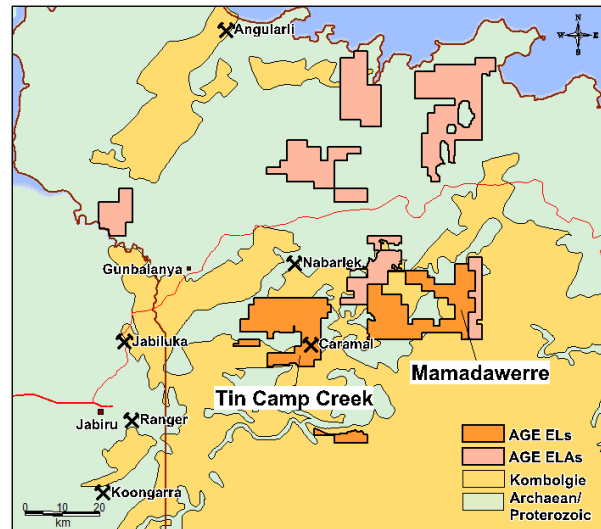 Angularli
N
W E
S
Gunbalanya
Nabarlek
Jabiluka
Caramal
Mamadawerre
Tin Camp Creek
Jabiru
Ranger
Koongarra
0 10 20
km
AGE ELs
AGE ELAs
Kombolgie
Archaean/
Proterozoic